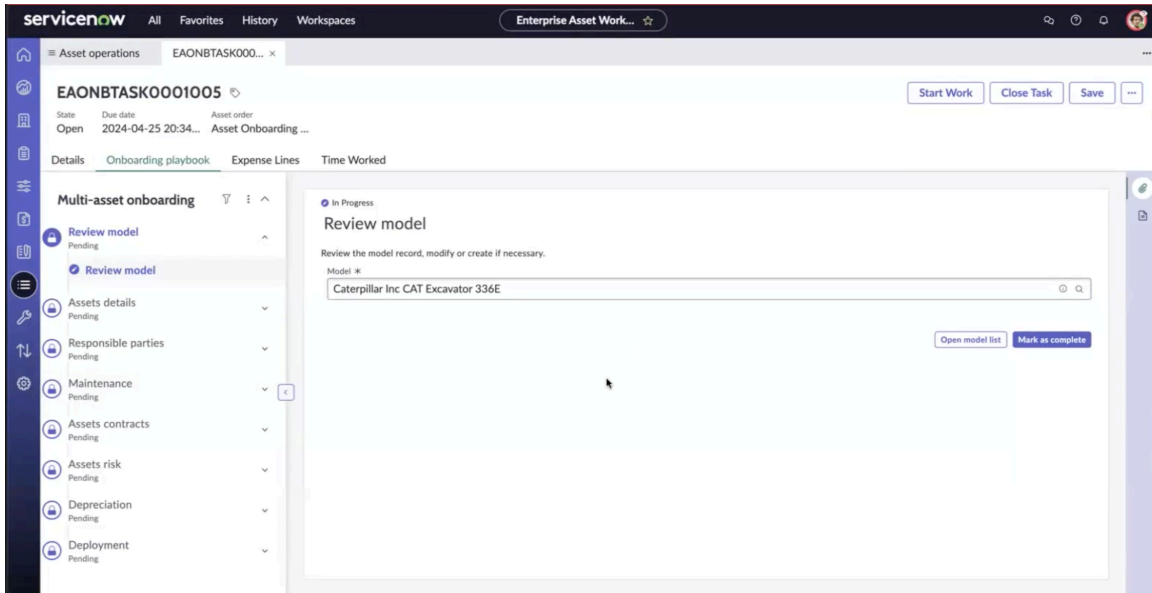 servicenow All Favorites History Workspaces Enterprise Asset Work...
Asset operations EAONBTASK000...
EAONBTASK0001005 Start Work Close Task Save
State Due date Asset order
Open 2024-04-25 20:34... Asset Onboarding ...
Details Onboarding playbook Expense Lines Time Worked
Multi-asset onboarding
Review model
Pending
Review model
Assets details
Pending
Responsible parties
Pending
Maintenance
Pending
Assets contracts
Pending
Assets risk
Pending
Depreciation
Pending
Deployment
Pending
In Progress
Review model
Review the model record, modify or create if necessary.
Model *
Caterpillar Inc CAT Excavator 336E
Open model list Mark as complete